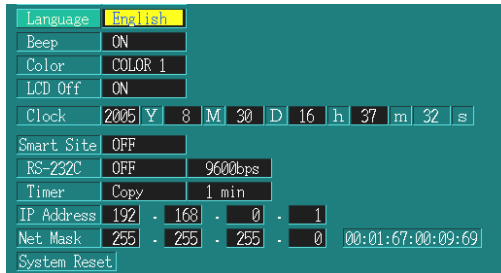 Language English
Beep ON
Color COLOR 1
LCD Off ON
Clock 2005 Y 8 M 30 D 16 h 37 m 32 s
Smart Site OFF
RS-232C OFF 9600bps
Timer Copy 1 min
IP Address 192 . 168 . 0 . 1
Net Mask 255 . 255 . 255 . 0 00:01:67:00:09:69
System Reset